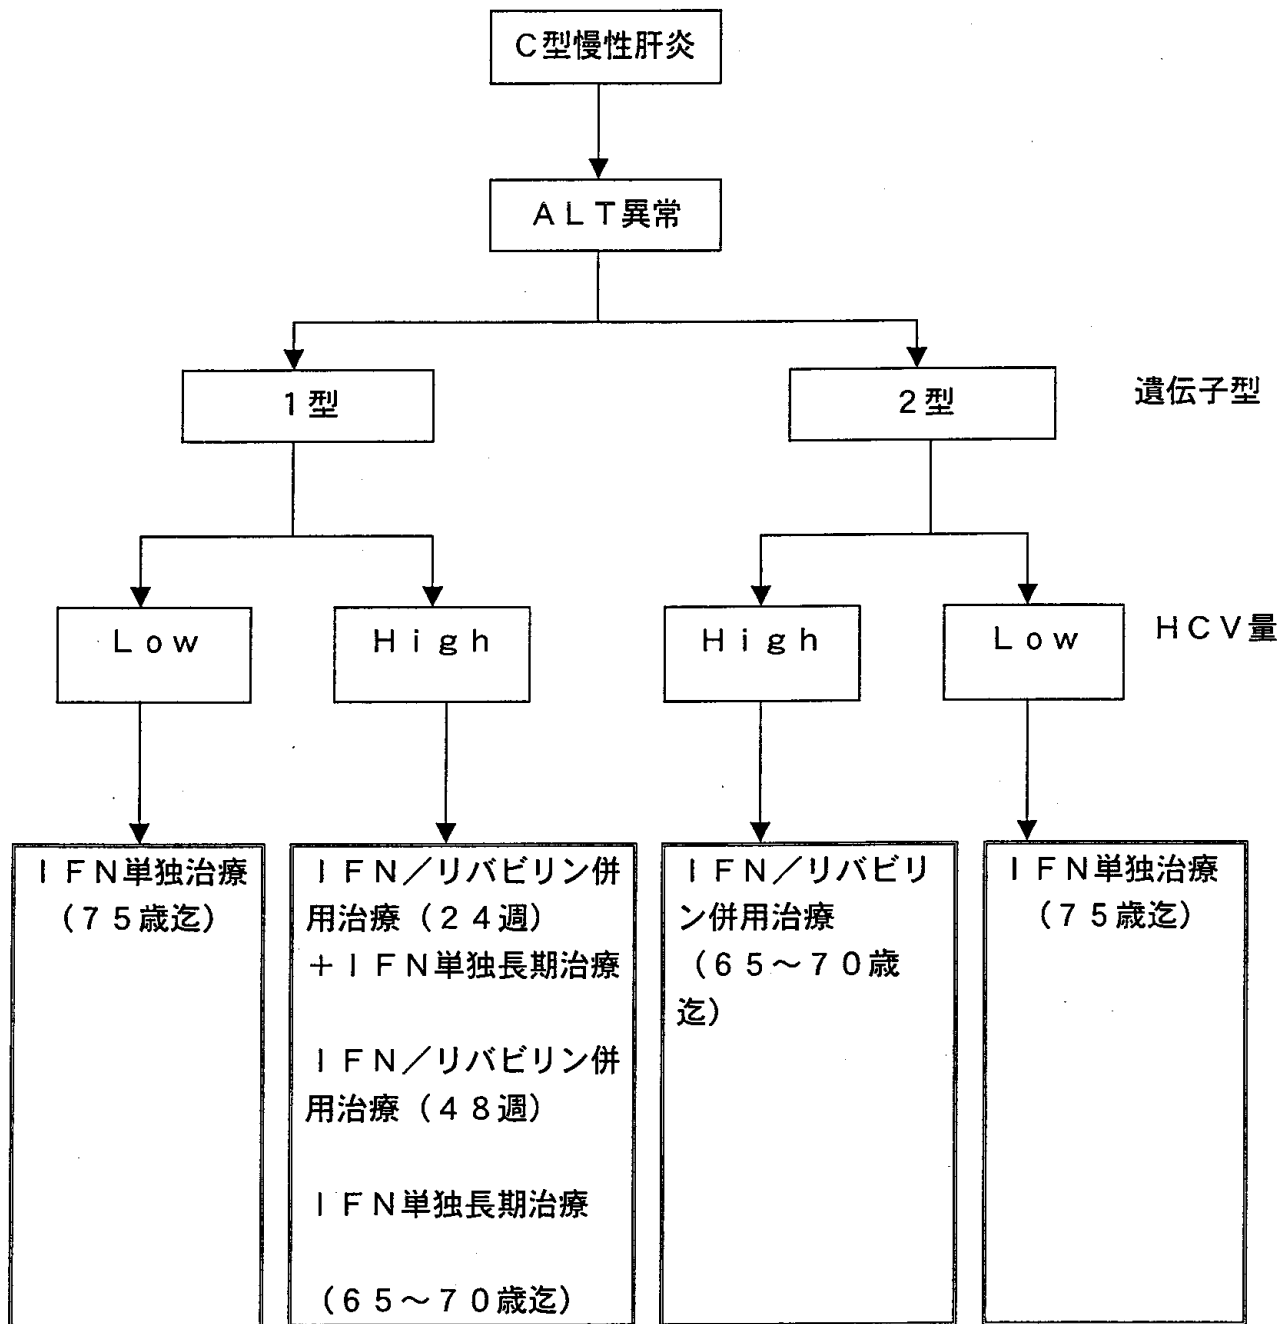 C型慢性肝炎
ALT異常
1型
2型
遺伝子型
Low
High
High
Low
HCV量
IFN単独治療
(75歳迄)
IFN/リバビリン併
用治療(24週)
+IFN単独長期治療
IFN/リバビリン併
用治療(48週)
IFN単独長期治療
(65~70歳迄)
IFN/リバビリ
ン併用治療
(65~70歳
迄)
IFN単独治療
(75歳迄)